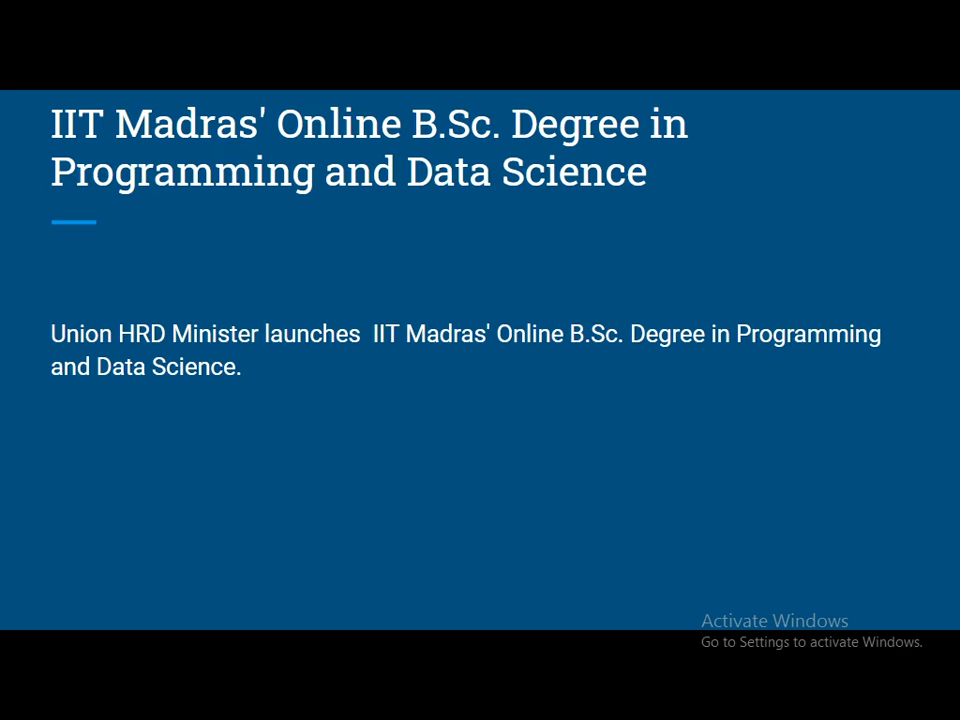 IIT Madras' Online B.Sc. Degree in
Programming and Data Science
Union HRD Minister launches  IIT Madras' Online B.Sc. Degree in Programming
and Data Science.
Activate Windows
Go to Settings to activate Windows.